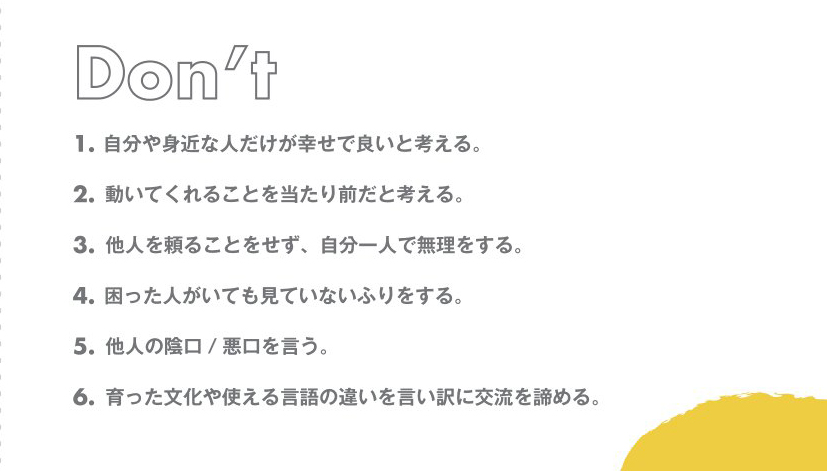 Don't
1. 自分や身近な人だけが幸せで良いと考える。
2. 動いてくれることを当たり前だと考える。
3. 他人を頼ることをせず、自分一人で無理をする。
4. 困った人がいても見ていないふりをする。
5. 他人の陰口 / 悪口を言う。
6. 育った文化や使える言語の違いを言い訳に交流を諦める。